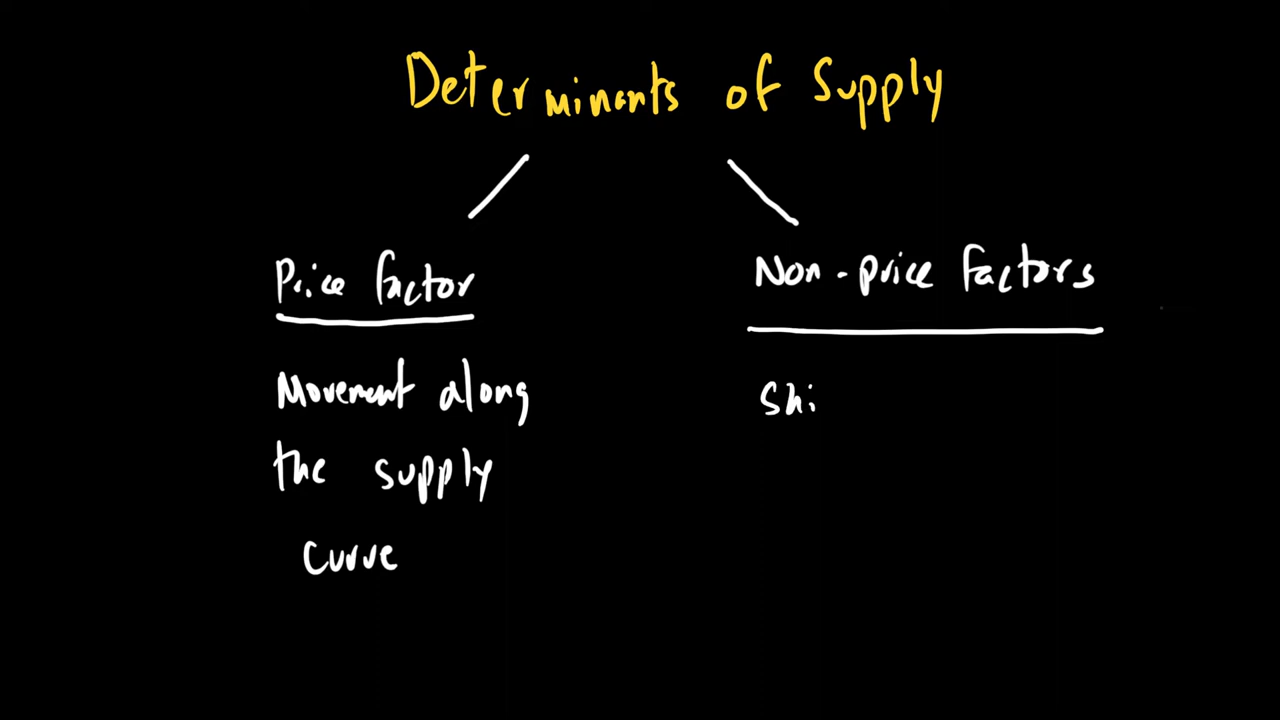 Determinants of Supply
Price factor
Non-price factors
Movement along
the supply
curve
Shi